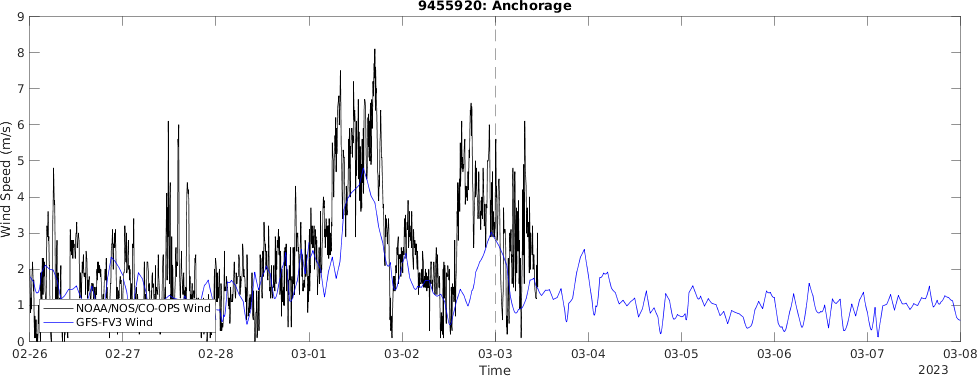 9455920: Anchorage
Wind Speed (m/s)
9
8
7
6
5
4
3
2
1
0
NOAA/NOS/CO-OPS Wind
GFS-FV3 Wind
02-26 02-27 02-28 03-01 03-02 03-03 03-04 03-05 03-06 03-07 03-08
Time
2023